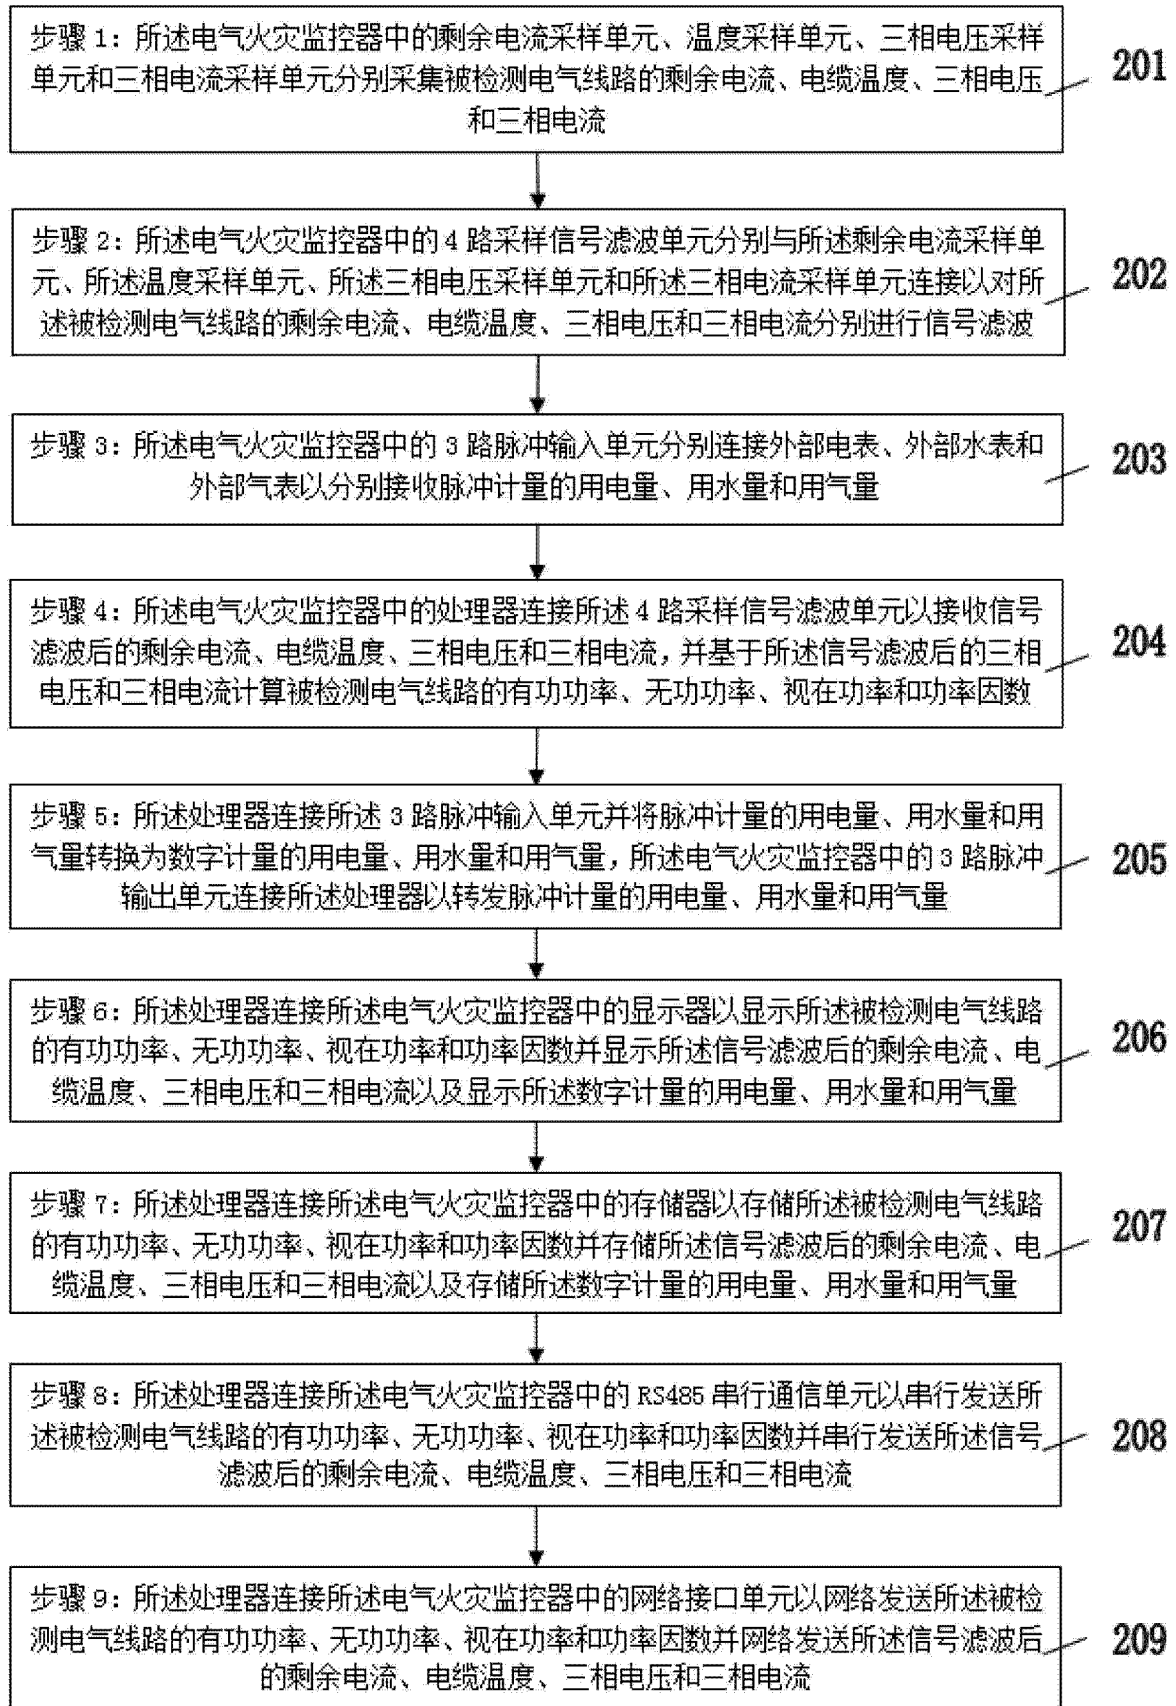 步骤 1：所述电气火灾监控器中的剩余电流采样单元、温度采样单元、三相电压采样
单元和三相电流采样单元分别采集被检测电气线路的剩余电流、电缆温度、三相电压
和三相电流
201
步骤 2：所述电气火灾监控器中的 4 路采样信号滤波单元分别与所述剩余电流采样单
元、所述温度采样单元、所述三相电压采样单元和所述三相电流采样单元连接以对所
述被检测电气线路的剩余电流、电缆温度、三相电压和三相电流分别进行信号滤波
202
步骤 3：所述电气火灾监控器中的 3 路脉冲输入单元分别连接外部电表、外部水表和
外部气表以分别接收脉冲计量的用电量、用水量和用气量
203
步骤 4：所述电气火灾监控器中的处理器连接所述 4 路采样信号滤波单元以接收信号
滤波后的剩余电流、电缆温度、三相电压和三相电流，并基于所述信号滤波后的三相
电压和三相电流计算被检测电气线路的有功功率、无功功率、视在功率和功率因数
204
步骤 5：所述处理器连接所述 3 路脉冲输入单元并将脉冲计量的用电量、用水量和用
气量转换为数字计量的用电量、用水量和用气量，所述电气火灾监控器中的 3 路脉冲
输出单元连接所述处理器以转发脉冲计量的用电量、用水量和用气量
205
步骤 6：所述处理器连接所述电气火灾监控器中的显示器以显示所述被检测电气线路
的有功功率、无功功率、视在功率和功率因数并显示所述信号滤波后的剩余电流、电
缆温度、三相电压和三相电流以及显示所述数字计量的用电量、用水量和用气量
206
步骤 7：所述处理器连接所述电气火灾监控器中的存储器以存储所述被检测电气线路
的有功功率、无功功率、视在功率和功率因数并存储所述信号滤波后的剩余电流、电
缆温度、三相电压和三相电流以及存储所述数字计量的用电量、用水量和用气量
207
步骤 8：所述处理器连接所述电气火灾监控器中的 RS485 串行通信单元以串行发送所
述被检测电气线路的有功功率、无功功率、视在功率和功率因数并串行发送所述信号
滤波后的剩余电流、电缆温度、三相电压和三相电流
208
步骤 9：所述处理器连接所述电气火灾监控器中的网络接口单元以网络发送所述被检
测电气线路的有功功率、无功功率、视在功率和功率因数并网络发送所述信号滤波后
的剩余电流、电缆温度、三相电压和三相电流
209